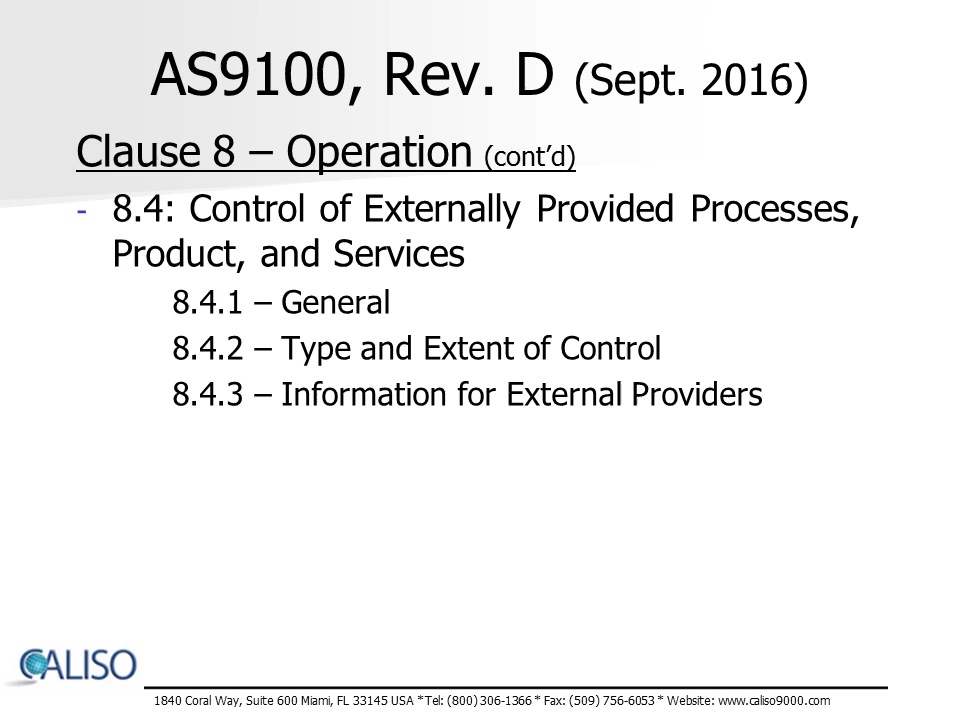 AS9100, Rev. D (Sept. 2016)
Clause 8 – Operation (cont’d)
- 8.4: Control of Externally Provided Processes,
Product, and Services
8.4.1 – General
8.4.2 – Type and Extent of Control
8.4.3 – Information for External Providers
CALISO
1840 Coral Way, Suite 600 Miami, FL 33145 USA *Tel: (800) 306-1366 * Fax: (509) 756-6053 * Website: www.caliso9000.com